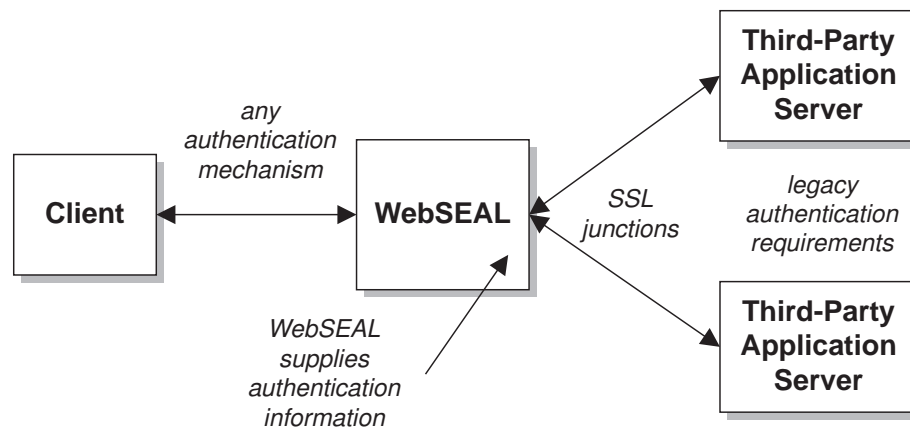 Third-Party
Application
Server
any
authentication
mechanism
Client
WebSEAL
SSL
junctions
legacy
authentication
requirements
WebSEAL
supplies
authentication
information
Third-Party
Application
Server